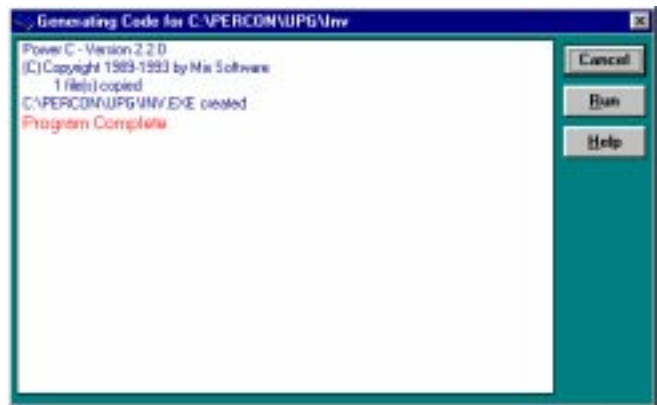 Generating Code for C:\PERCON\UPG\Inv
Power C - Version 2.2.0
(C) Copyright 1989-1993 by Mix Software
1 file(s) copied
C:\PERCON\UPG\INV.EXE created
Program Complete
Cancel
Run
Help